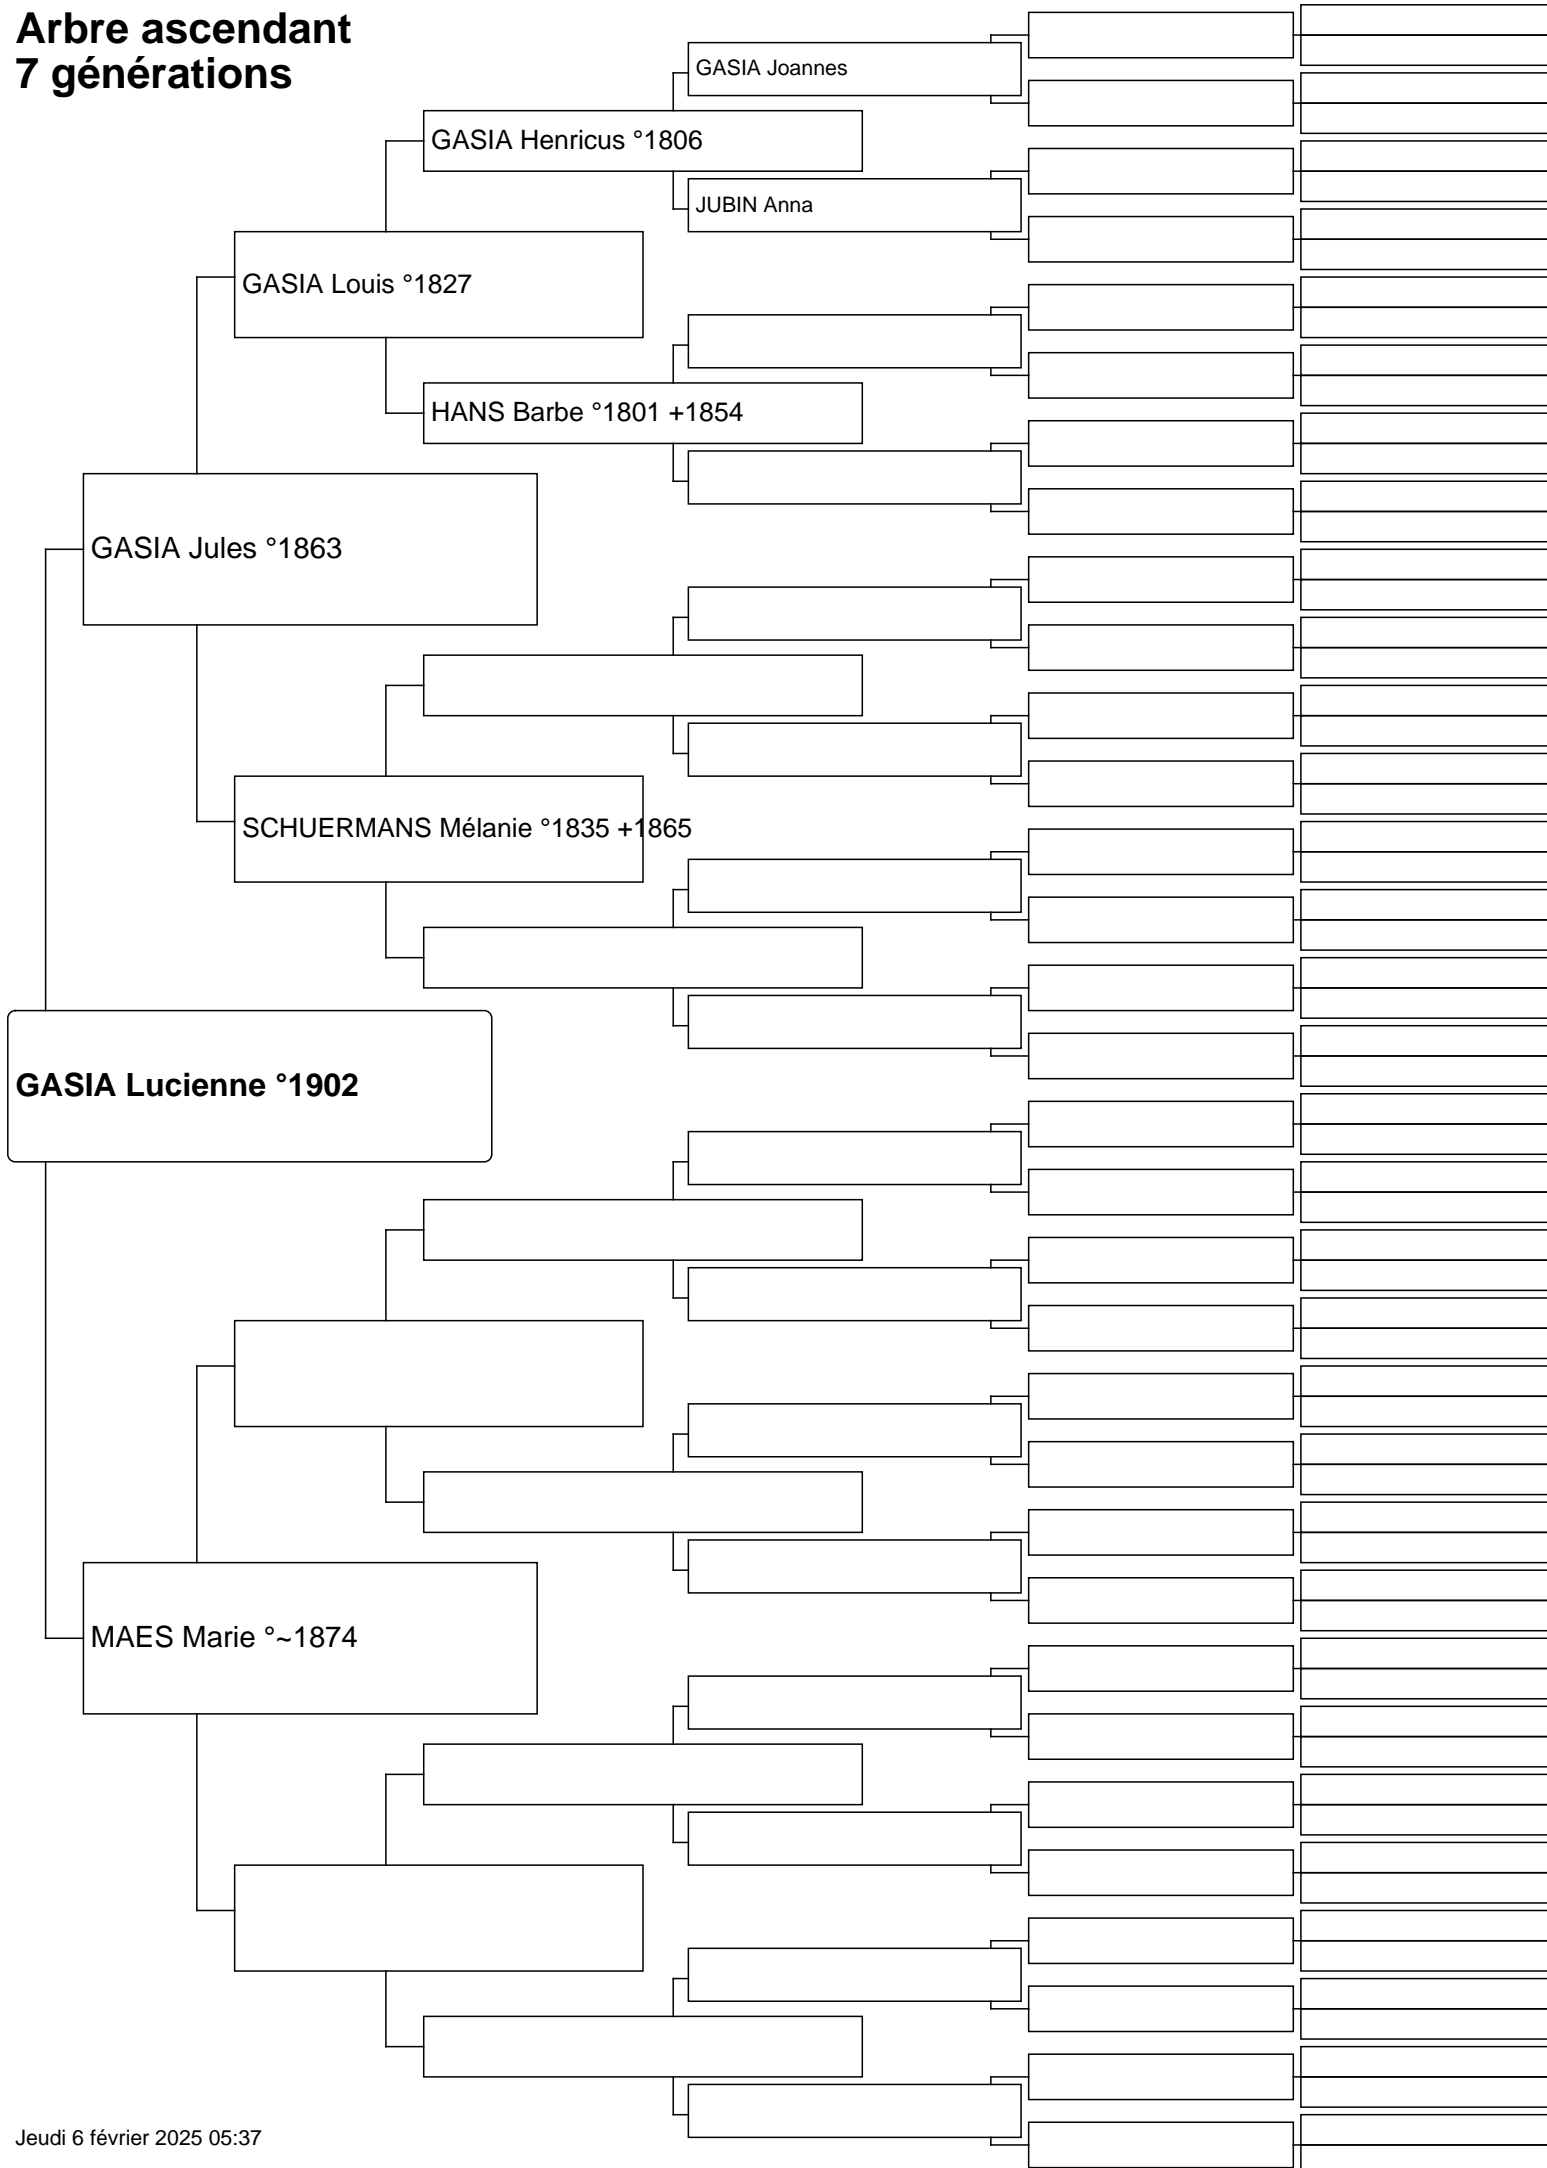 Arbre ascendant
7 générations
GASIA Joannes
GASIA Henricus °1806
JUBIN Anna
GASIA Louis °1827
HANS Barbe °1801 +1854
GASIA Jules °1863
SCHUERMANS Mélanie °1835 +1865
GASIA Lucienne °1902
MAES Marie °~1874
Jeudi 6 février 2025 05:37